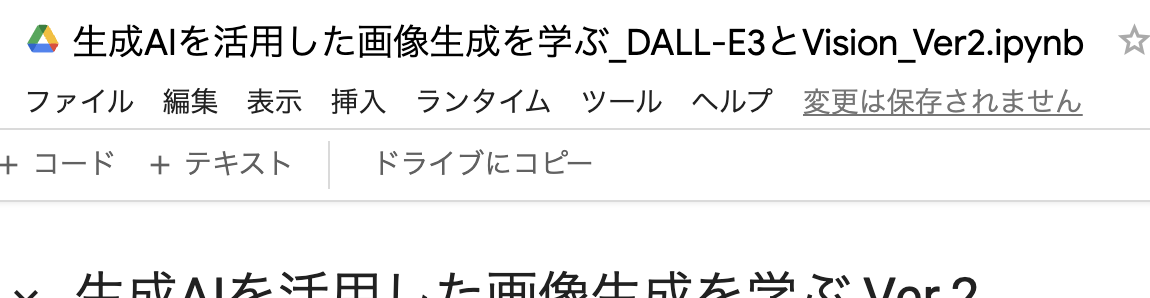 生成AIを活用した画像生成を学ぶ_DALL-E3とVision_Ver2.ipynb
ファイル 編集 表示 挿入 ランタイム ツール ヘルプ 変更は保存されません
+ コード + テキスト ドライブにコピー
生成AIを活用した画像生成を学ぶ Ver.2